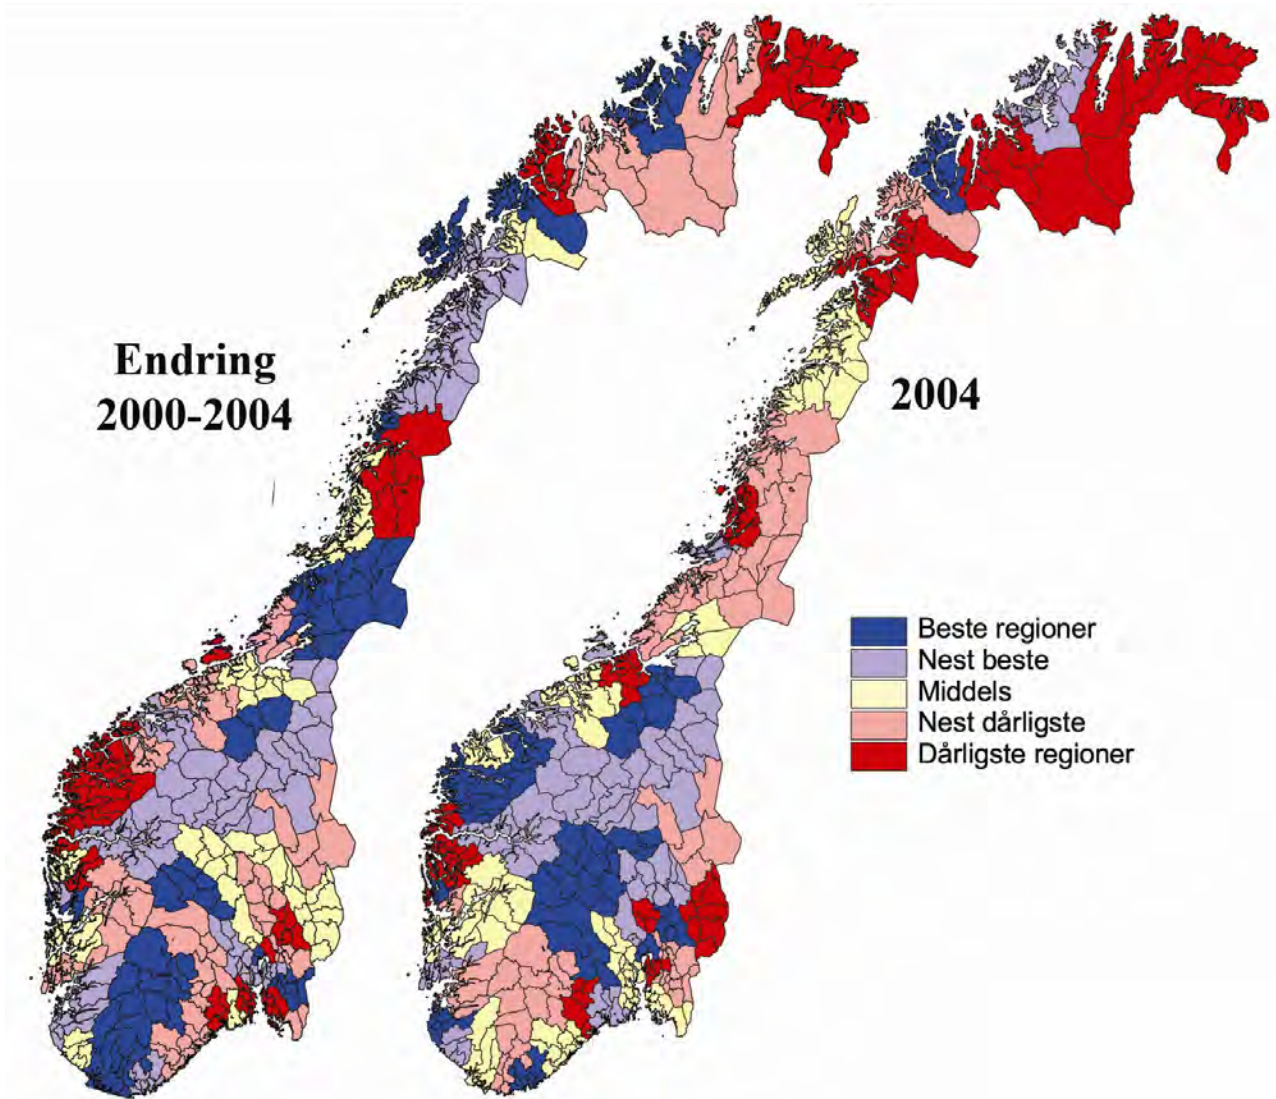 Endring
2000-2004
2004
Beste regioner
Nest beste
Middels
Nest dårligste
Dårligste regioner